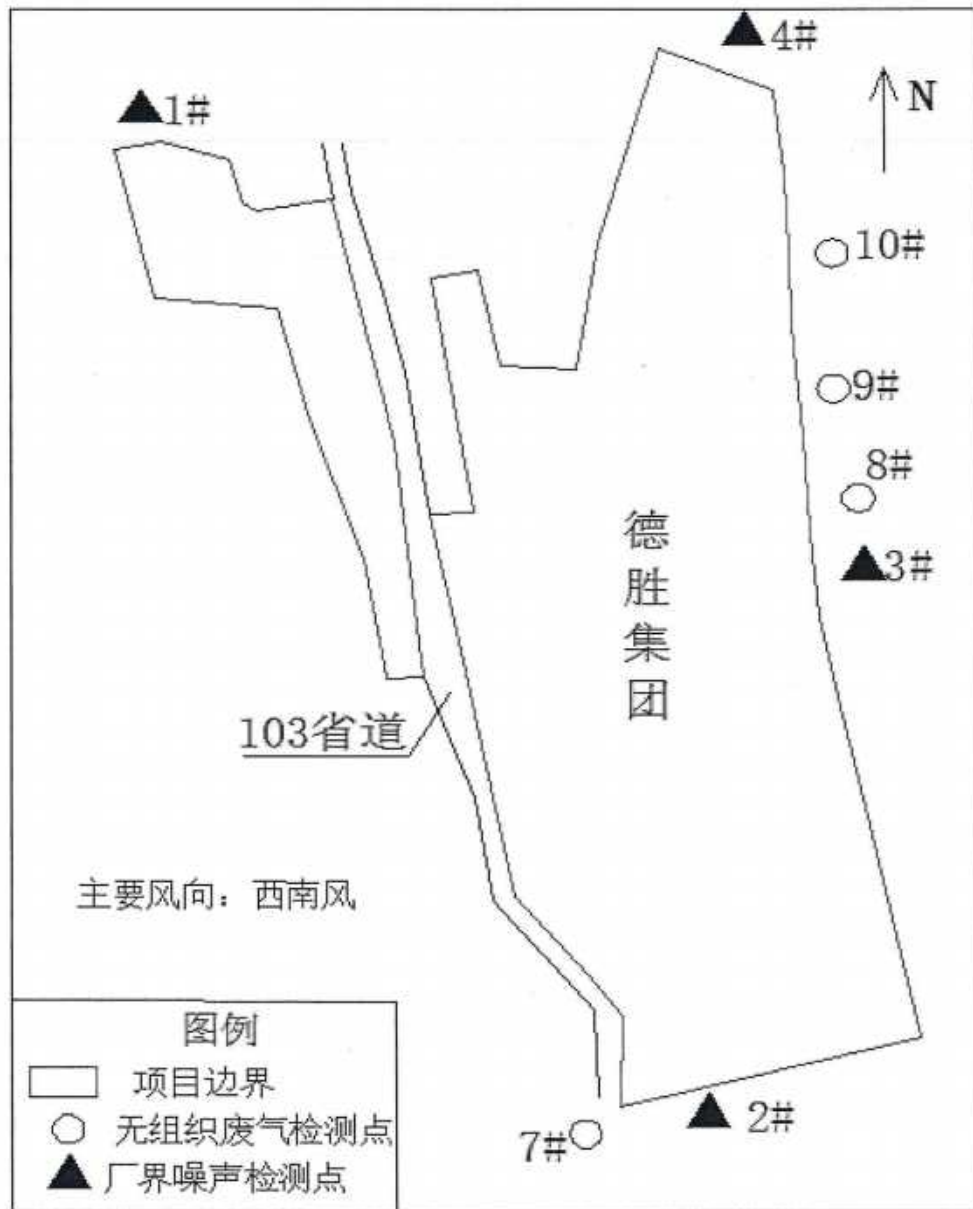 4#
1#
N
10#
9#
8#
3#
德胜集团
103省道
主要风向：西南风
图例
项目边界
无组织废气检测点
厂界噪声检测点
7#
2#